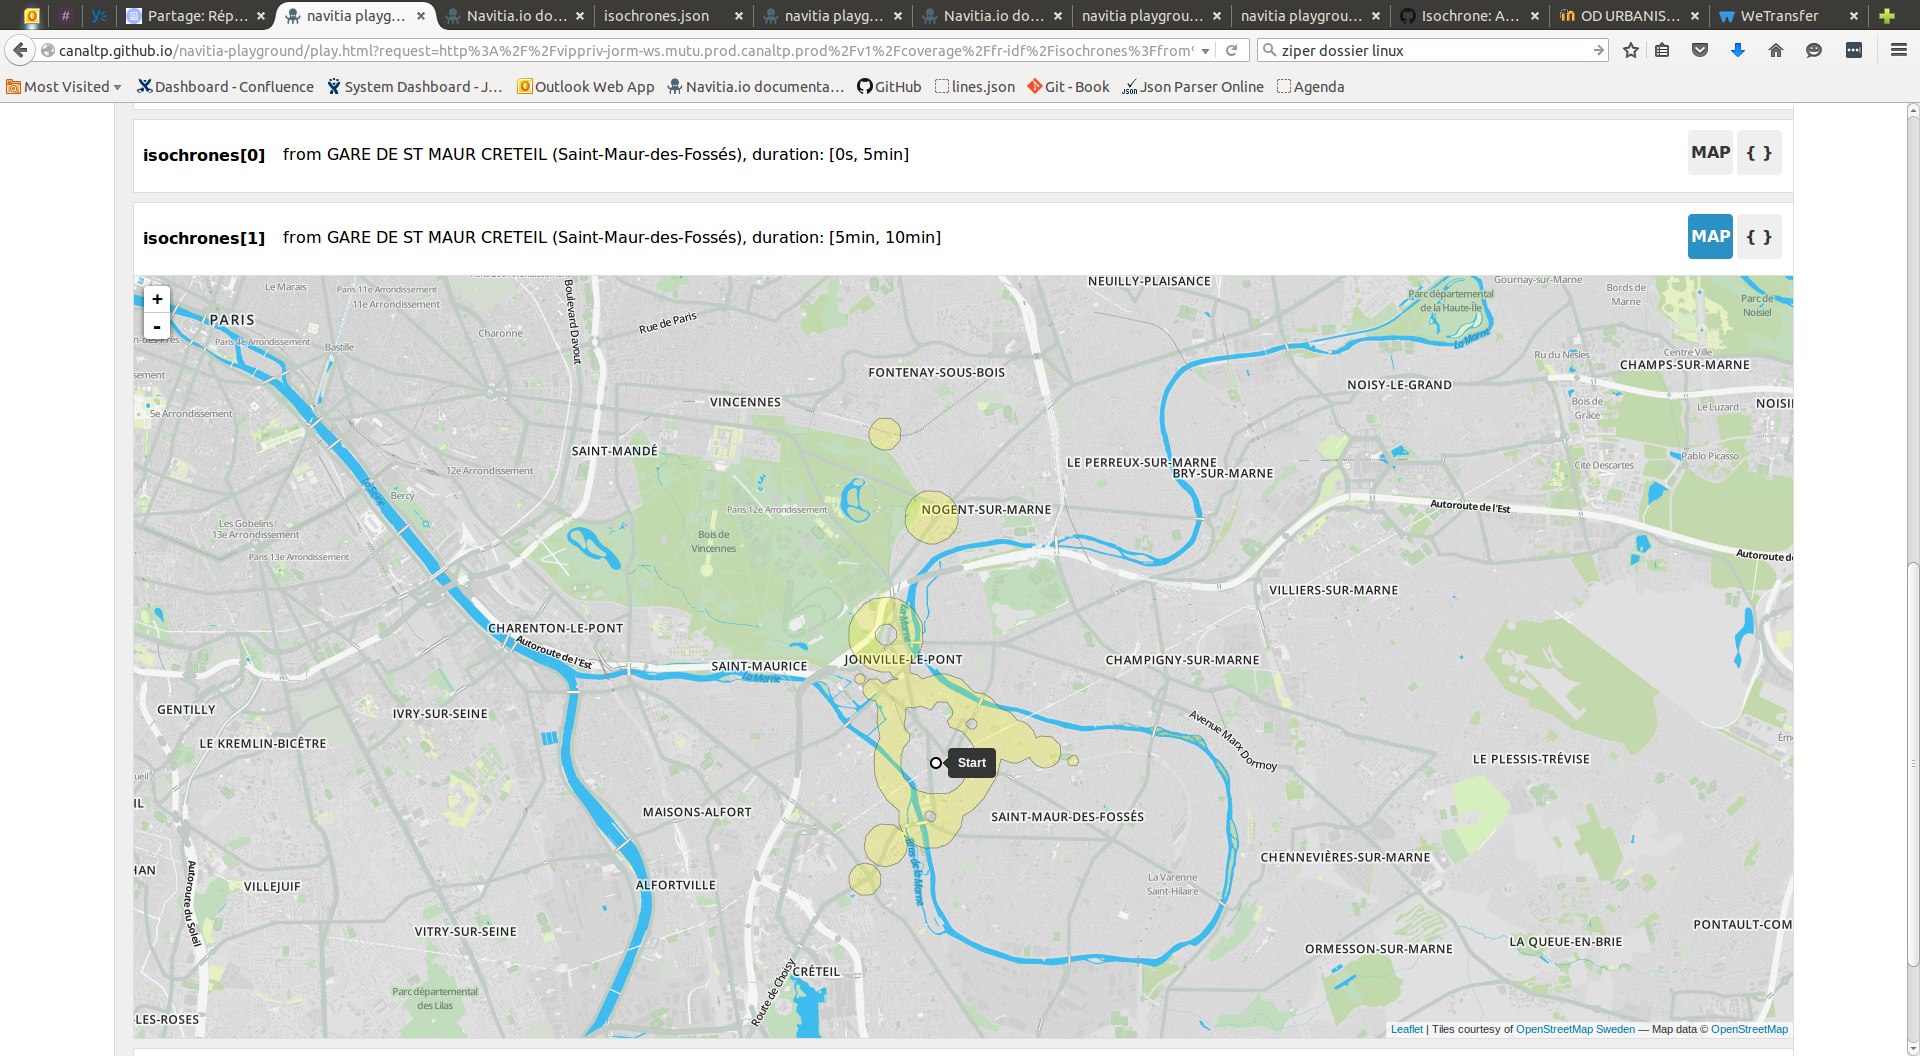 Partage: Rép...
navitia playg...
Navitia.io do...
isochrones.json
navitia playg...
Navitia.io do...
navitia playgrou...
navitia playgrou...
Isochrone: A...
OD URBANIS...
WeTransfer
canaltp.github.io/navitia-playground/play.html?request=http%3A%2F%2Fvippriv-jorm-ws.mutu.prod.canaltp.prod%2Fv1%2Fcoverage%2Ffr-idf%2Fisochrones%3Ffrom
ziper dossier linux
Most Visited
Dashboard - Confluence
System Dashboard - J...
Outlook Web App
Navitia.io documenta...
GitHub
lines.json
Git - Book
Json Parser Online
Agenda
isochrones[0] from GARE DE ST MAUR CRETEIL (Saint-Maur-des-Fossés), duration: [0s, 5min]
MAP { }
isochrones[1] from GARE DE ST MAUR CRETEIL (Saint-Maur-des-Fossés), duration: [5min, 10min]
MAP { }
+
-
Le Marais
Paris 11e Arrondissement
11e Arrondissement
Boulevard Davout
Rue de Paris
NEUILLY-PLAISANCE
Parc départemental
de la Haute-Île
Gournay-sur-Marne
Bords de
Marne
Parc de
Noisiel
PARIS
Paris 4e Arrondissement
Bastille
Charonne
La Marne
Ru du Nesles
Centre Ville
CHAMPS-SUR-MARNE
FONTENAY-SOUS-BOIS
NOISY-LE-GRAND
VINCENNES
Bois de
Grâce
Le Luzard
NOISI
5e Arrondissement
SAINT-MANDÉ
12e Arrondissement
LE PERREUX-SUR-MARNE
BRY-SUR-MARNE
Cité Descartes
Pablo Picasso
La Seine
Bercy
Les Gobelins
13e Arrondissement
Paris 13e Arrondissement
Paris 12e Arrondissement
NOGENT-SUR-MARNE
Autoroute de l'Est
Bois de
Vincennes
Autoroute de
VILLIERS-SUR-MARNE
CHARENTON-LE-PONT
Autoroute de l'Est
La Marne
SAINT-MAURICE
La Marne
JOINVILLE-LE-PONT
CHAMPIGNY-SUR-MARNE
GENTILLY
IVRY-SUR-SEINE
Avenue Marx Dormoy
LE KREMLIN-BICÊTRE
Start
LE PLESSIS-TRÉVISE
MAISONS-ALFORT
SAINT-MAUR-DES-FOSSÉS
CHENNEVIÈRES-SUR-MARNE
HAN
Autoroute du Soleil
VILLEJUIF
ALFORTVILLE
Bras de la Marne
La Varenne
Saint-Hilaire
VITRY-SUR-SEINE
PONTAULT-COM
ORMESSON-SUR-MARNE
LA QUEUE-EN-BRIE
CRÉTEIL
Route de Choisy
Parc départemental
des Lilas
-LES-ROSES
Leaflet | Tiles courtesy of OpenStreetMap Sweden — Map data © OpenStreetMap